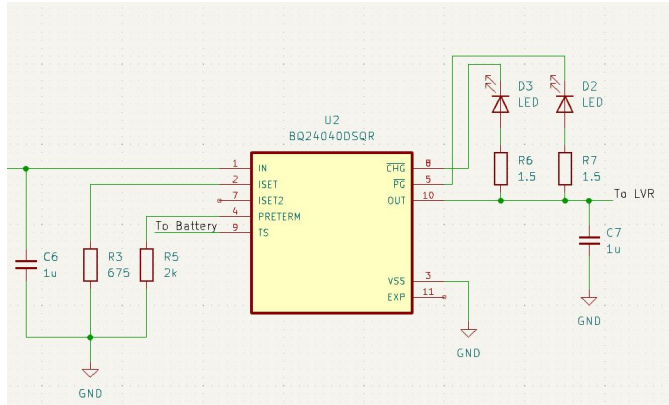 U2
BQ24040DSQR
1 IN
2 ISET
7 ISET2
4 PRETERM
9 TS
CHG 8
PG 5
OUT 10
VSS 3
EXP 11
To Battery
C6
1u
R3
675
R5
2k
GND
D3
LED
D2
LED
R6
1.5
R7
1.5
To LVR
C7
1u
GND
GND